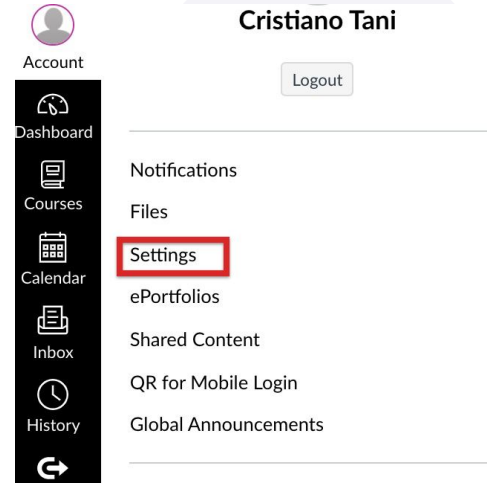 Account
Dashboard
Courses
Calendar
Inbox
History
Cristiano Tani
Logout
Notifications
Files
Settings
ePortfolios
Shared Content
QR for Mobile Login
Global Announcements